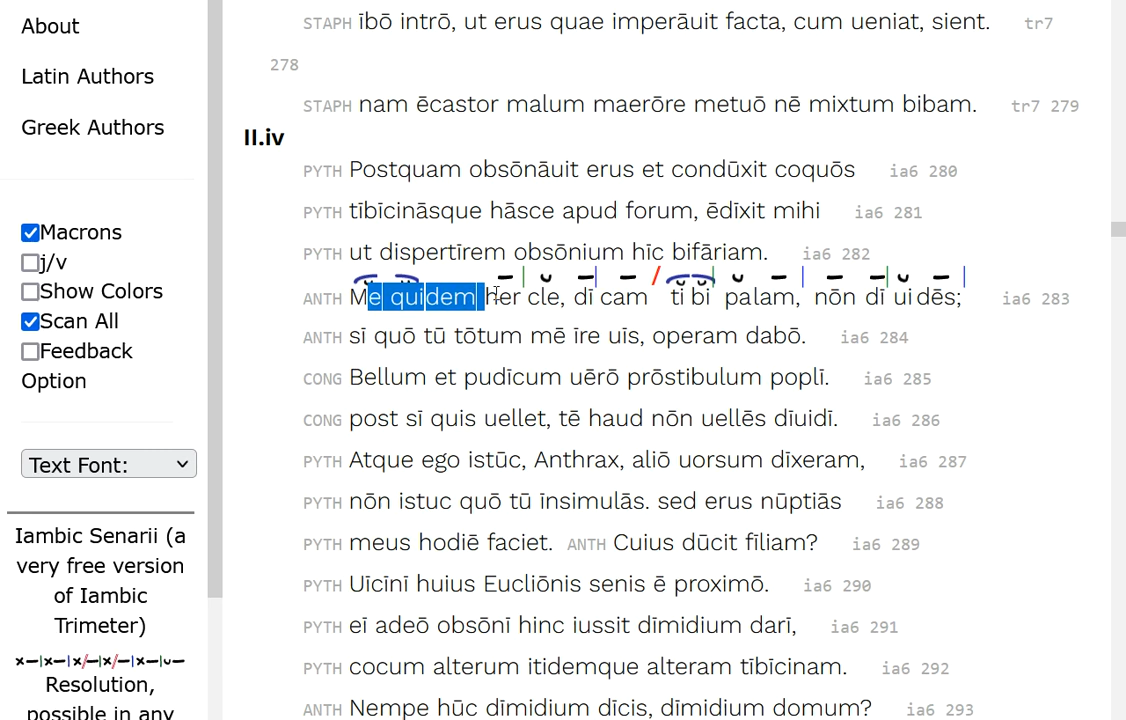 About
Latin Authors
Greek Authors
Macrons
j/v
Show Colors
Scan All
Feedback
Option
Text Font:
Iambic Senarii (a
very free version
of Iambic
Trimeter)
x–|x–|x/–|x/–|x–|u–
Resolution,
possible in any
STAPH ībō intrō, ut erus quae imperāuit facta, cum ueniat, sient. tr7
278
STAPH nam ēcastor malum maerōre metuō nē mixtum bibam. tr7 279
II.iv
PYTH Postquam obsōnāuit erus et condūxit coquōs ia6 280
PYTH tībīcināsque hāsce apud forum, ēdīxit mihi ia6 281
PYTH ut dispertīrem obsōnium hīc bifāriam. ia6 282
ANTH Me quidem her cle, dī cam ti bi pa lam, nōn dī ui dēs; ia6 283
ANTH sī quō tū tōtum mē īre uīs, operam dabō. ia6 284
CONG Bellum et pudīcum uērō prōstibulum poplī. ia6 285
CONG post sī quis uellet, tē haud nōn uellēs dīuidī. ia6 286
PYTH Atque ego istūc, Anthrax, aliō uorsum dīxeram, ia6 287
PYTH nōn istuc quō tū īnsimulās. sed erus nūptiās ia6 288
PYTH meus hodiē faciet. ANTH Cuius dūcit fīliam? ia6 289
PYTH Uīcīnī huius Eucliōnis senis ē proximō. ia6 290
PYTH eī adeō obsōnī hinc iussit dīmidium darī, ia6 291
PYTH cocum alterum itidemque alteram tībīcinam. ia6 292
ANTH Nempe hūc dīmidium dīcis, dīmidium domum? ia6 293